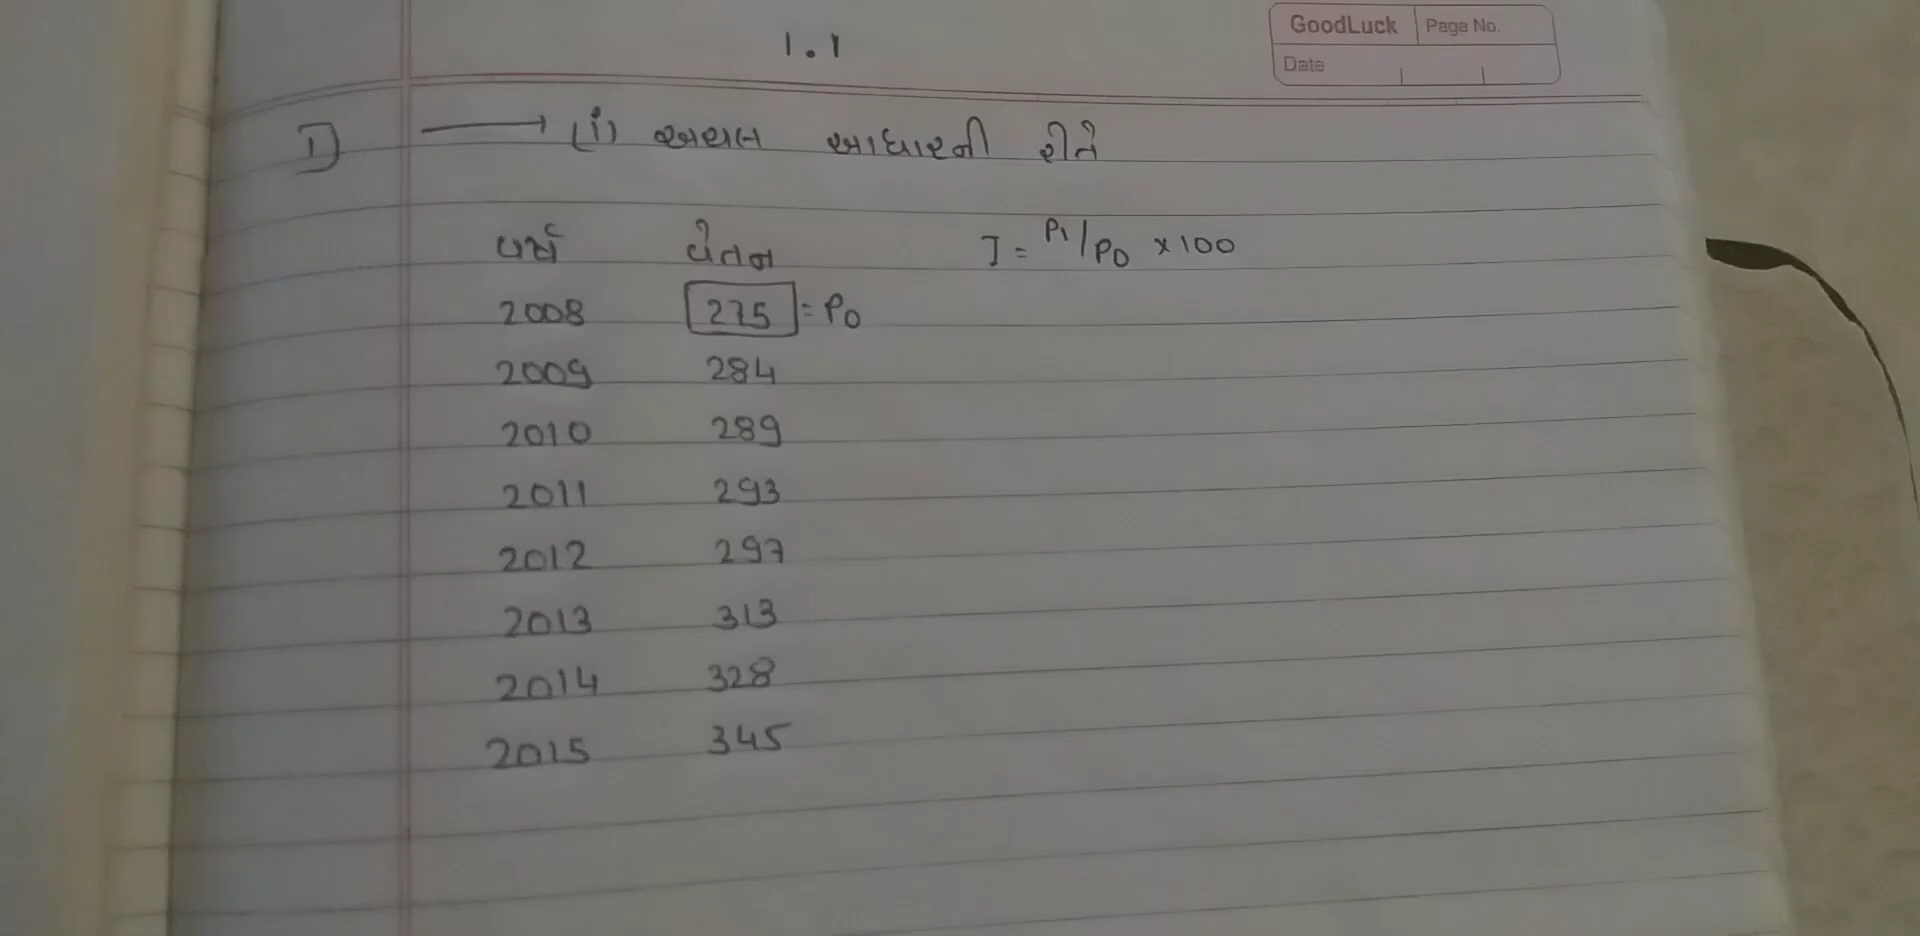 1.1
GoodLuck Page No.
Date
1) → (i) અચલ આધારની રીતે
વર્ષ વેતન I = P1/P0 × 100
2008 275 = P0
2009 284
2010 289
2011 293
2012 297
2013 313
2014 328
2015 345